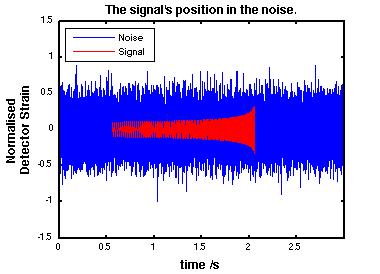 The signal's position in the noise.
Noise
Signal
Normalised
Detector Strain
1.5
1
0.5
0
-0.5
-1
-1.5
0
0.5
1
1.5
2
2.5
time /s